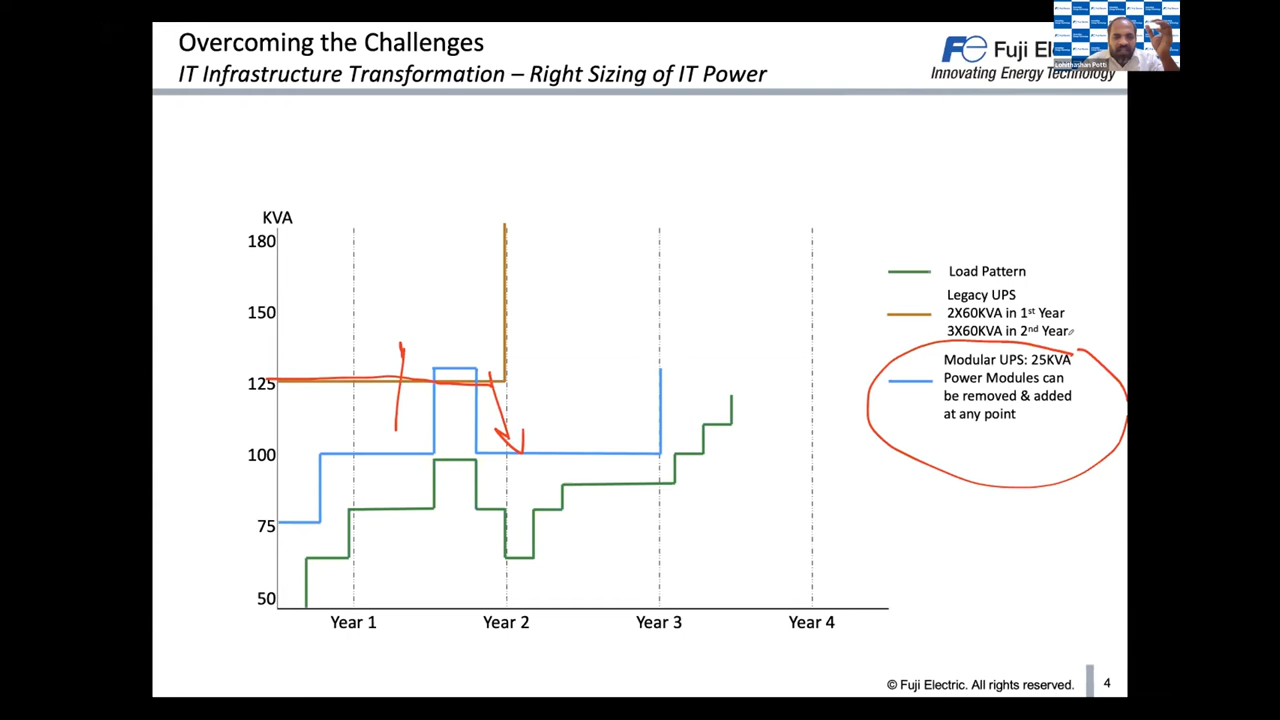 Overcoming the Challenges
IT Infrastructure Transformation – Right Sizing of IT Power
Fuji Ele
Innovating Energy Technology
Lohithashan Potti
KVA
180
150
125
100
75
50
Year 1
Year 2
Year 3
Year 4
Load Pattern
Legacy UPS
2X60KVA in 1st Year
3X60KVA in 2nd Year
Modular UPS: 25KVA
Power Modules can
be removed & added
at any point
© Fuji Electric. All rights reserved.
4